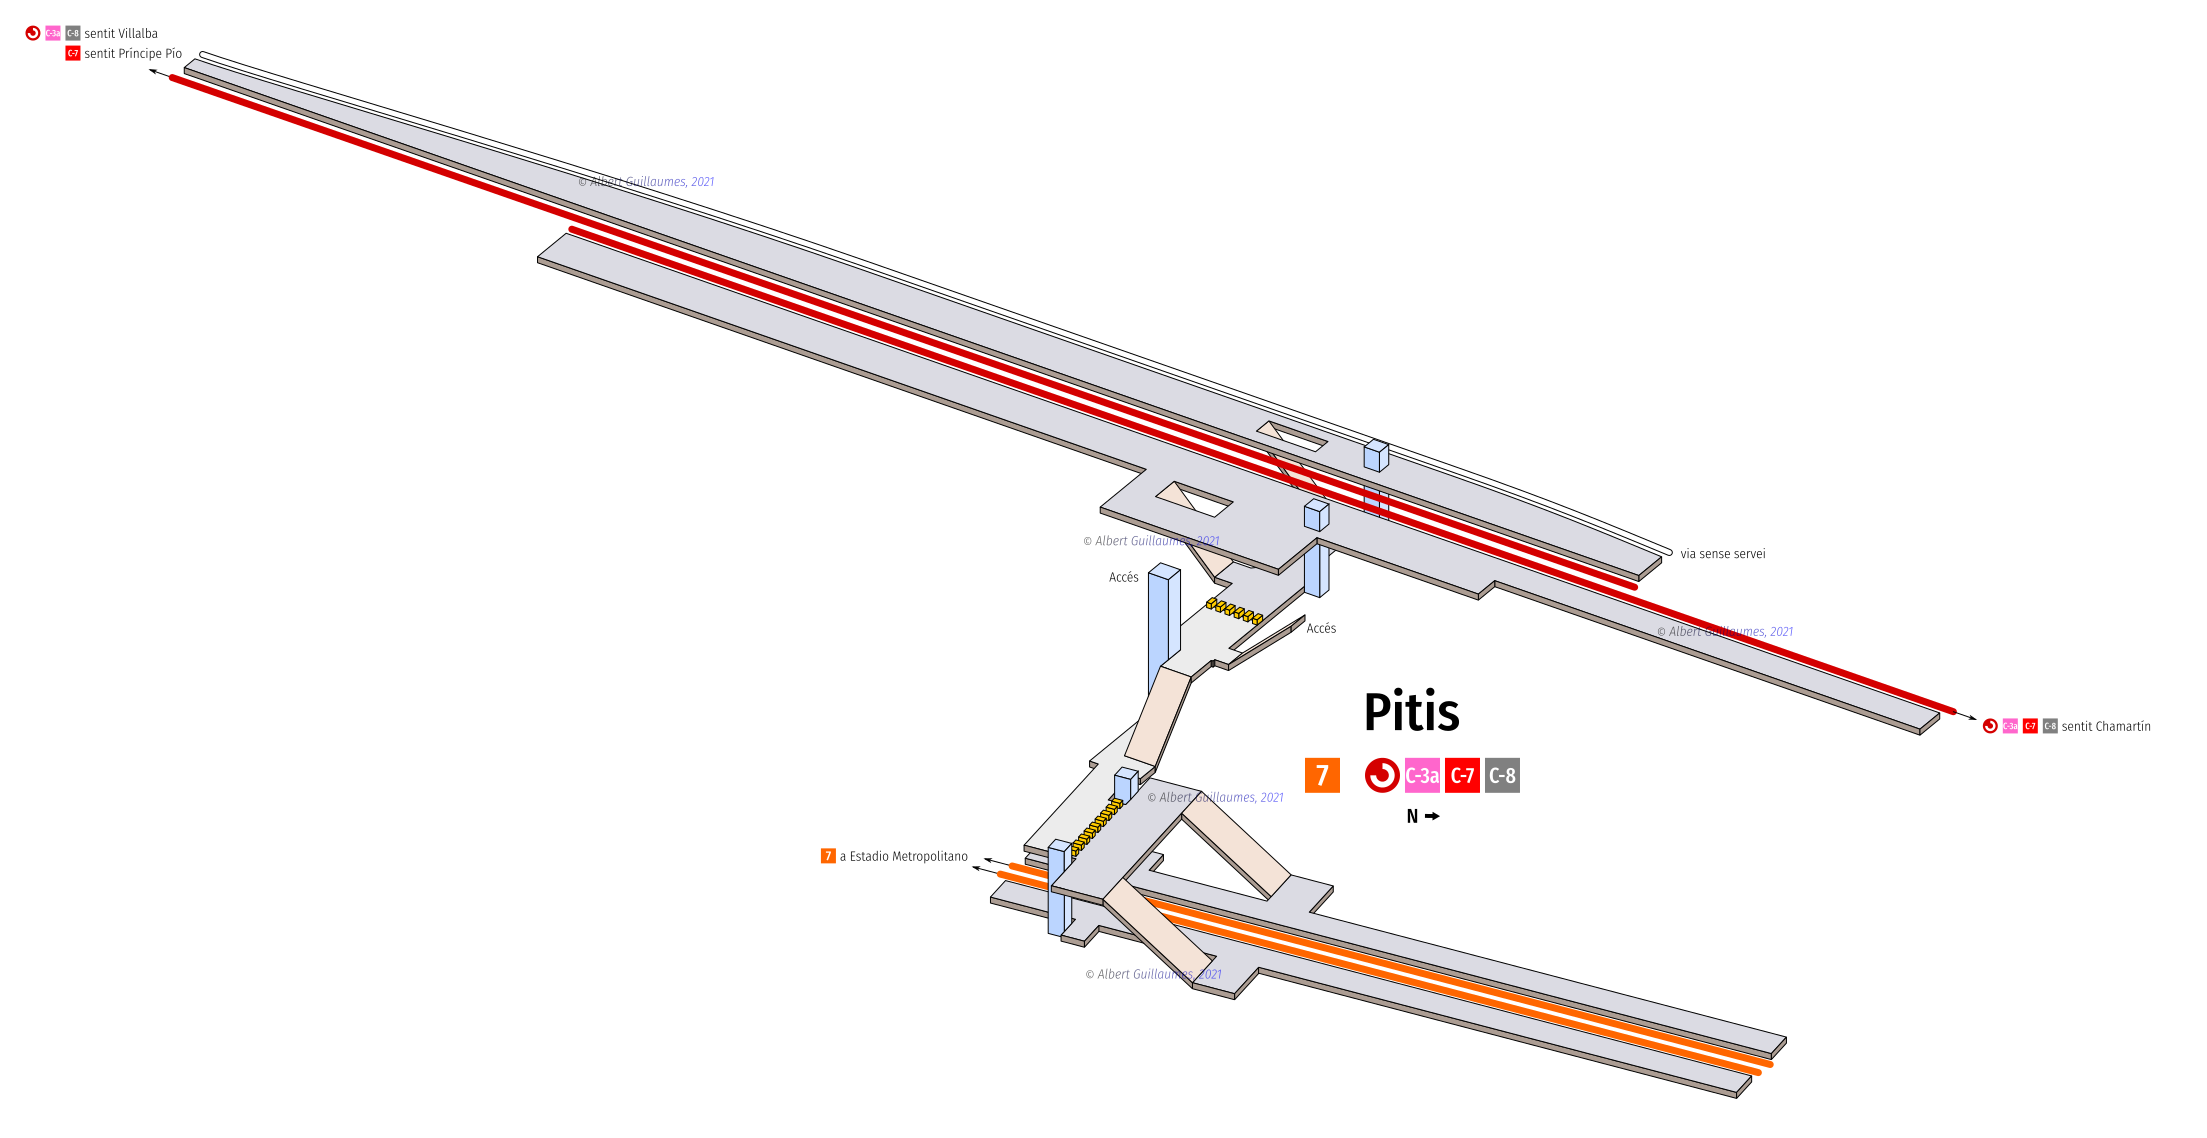 C-3a C-8 sentit Villalba
C-7 sentit Príncipe Pío
© Albert Guillaumes, 2021
© Albert Guillaumes, 2021
via sense servei
Accés
Accés
© Albert Guillaumes, 2021
Pitis
C-3a C-7 C-8 sentit Chamartín
7 C-3a C-7 C-8
© Albert Guillaumes, 2021
N
7 a Estadio Metropolitano
© Albert Guillaumes, 2021